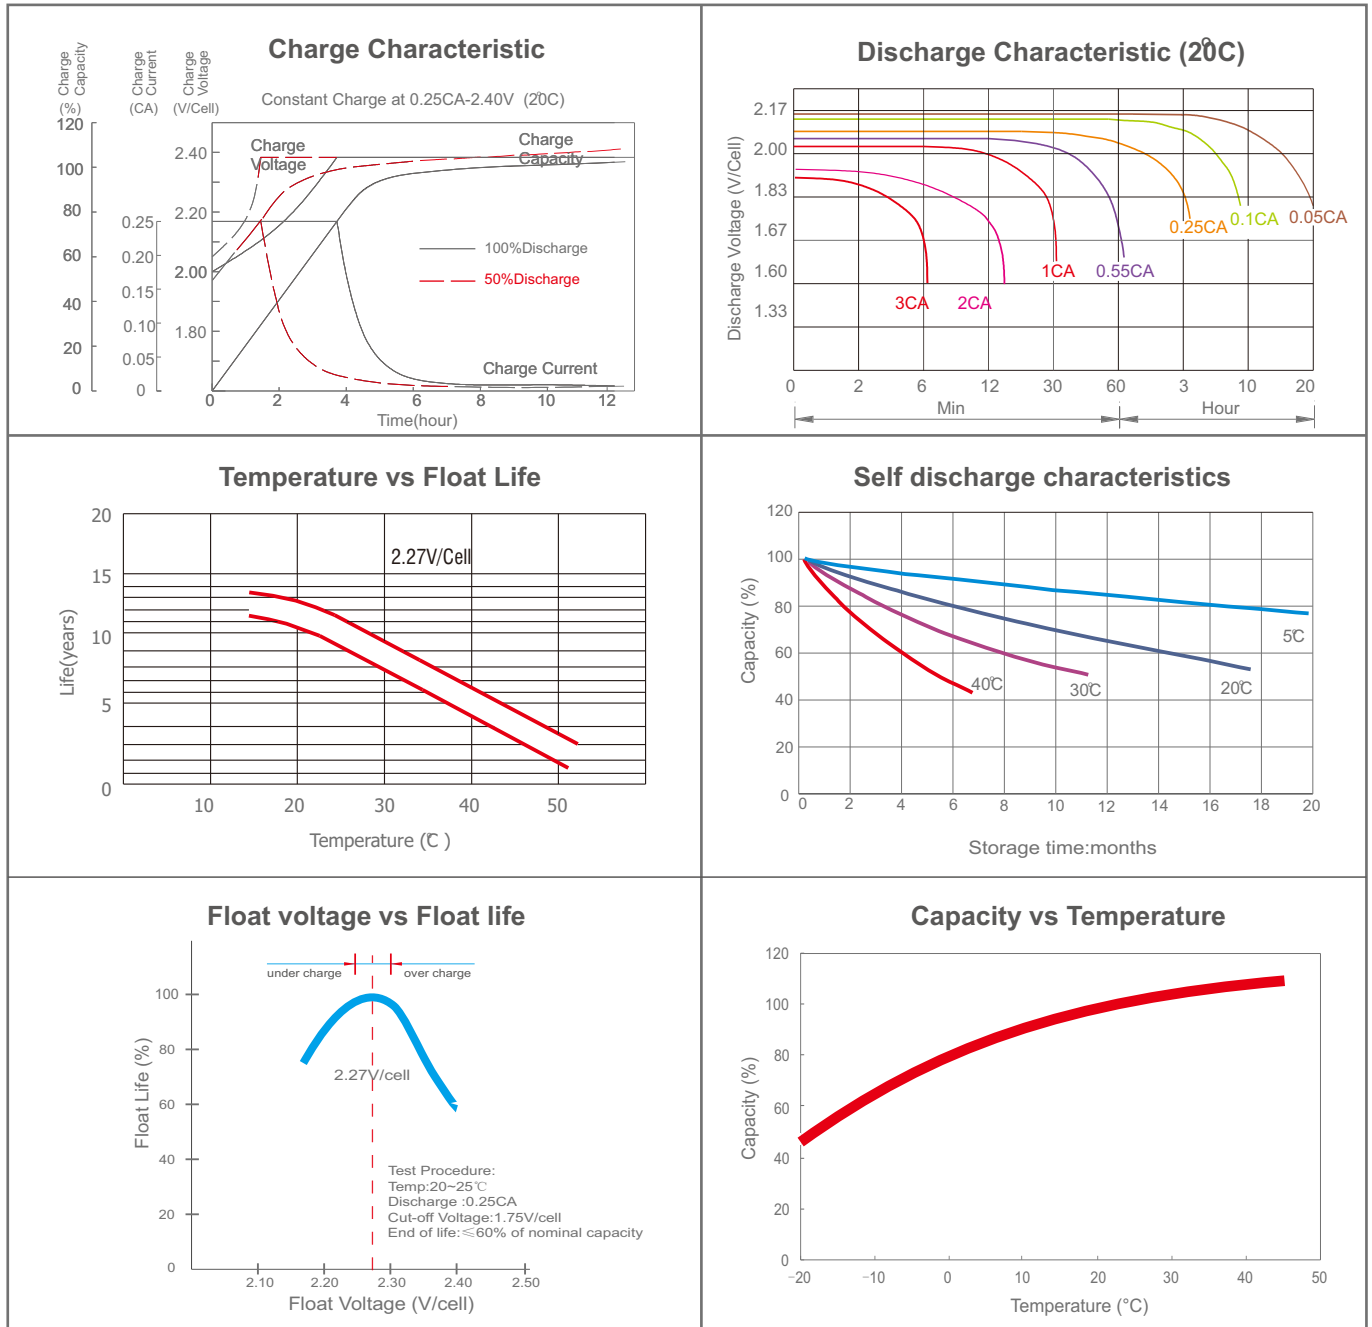 Charge Characteristic
Charge Capacity
(%)
Charge Current
(CA)
Charge Voltage
(V/Cell)
Constant Charge at 0.25CA-2.40V (20°C)
120
100
80
60
40
20
0
0.25
0.20
0.15
0.10
0.05
0
2.40
2.20
2.00
1.80
Charge Voltage
Charge Capacity
100%Discharge
50%Discharge
Charge Current
0 2 4 6 8 10 12
Time(hour)
Discharge Characteristic (20°C)
Discharge Voltage (V/Cell)
2.17
2.00
1.83
1.67
1.60
1.33
3CA
2CA
1CA
0.55CA
0.25CA
0.1CA
0.05CA
0 2 6 12 30 60 3 10 20
Min Hour
Temperature vs Float Life
Life(years)
20
15
10
5
0
2.27V/Cell
10 20 30 40 50
Temperature (°C)
Self discharge characteristics
Capacity (%)
120
100
80
60
40
20
0
5°C
40°C
30°C
20°C
0 2 4 6 8 10 12 14 16 18 20
Storage time:months
Float voltage vs Float life
under charge over charge
Float Life (%)
100
80
60
40
20
0
2.27V/cell
Test Procedure:
Temp:20~25℃
Discharge :0.25CA
Cut-off Voltage:1.75V/cell
End of life:≤60% of nominal capacity
2.10 2.20 2.30 2.40 2.50
Float Voltage (V/cell)
Capacity vs Temperature
Capacity (%)
120
100
80
60
40
20
0
−20 −10 0 10 20 30 40 50
Temperature (°C)